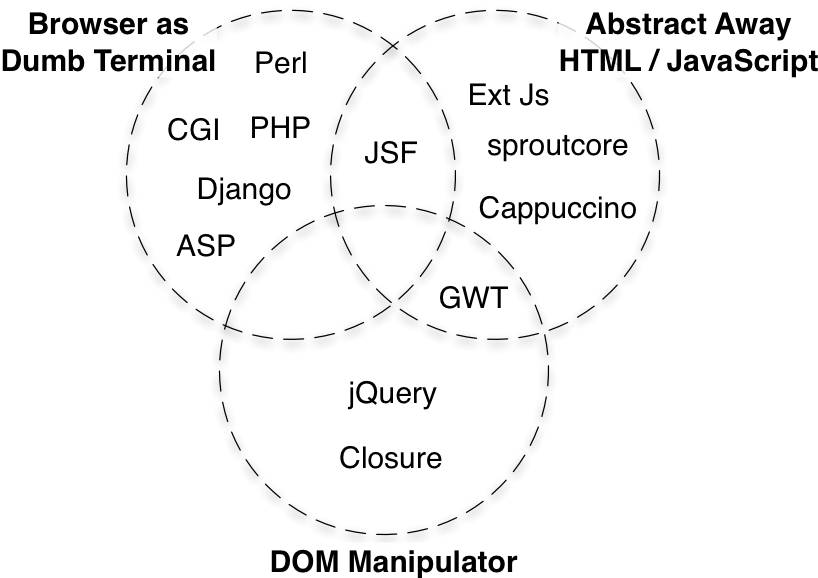 Browser as
Dumb Terminal
Abstract Away
HTML / JavaScript
Perl
CGI
PHP
Django
ASP
JSF
Ext Js
sproutcore
Cappuccino
GWT
jQuery
Closure
DOM Manipulator